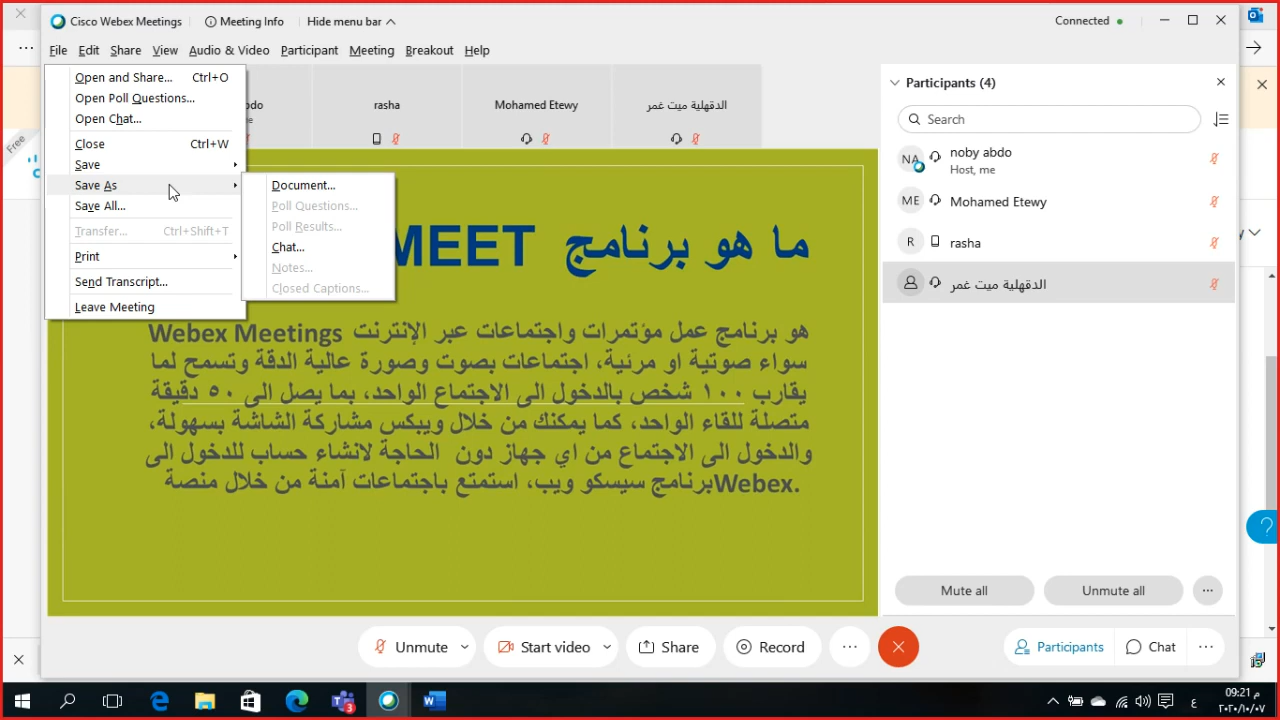 Cisco Webex Meetings
Meeting Info
Hide menu bar
Connected
File Edit Share View Audio & Video Participant Meeting Breakout Help
Open and Share... Ctrl+O
Open Poll Questions...
Open Chat...
Close Ctrl+W
Save
Save As
Save All...
Transfer... Ctrl+Shift+T
Print
Send Transcript...
Leave Meeting
Document...
Poll Questions...
Poll Results...
Chat...
Notes...
Closed Captions...
rasha
Mohamed Etewy
الدقهلية ميت غمر
ما هو برنامج MEET
هو برنامج عمل مؤتمرات واجتماعات عبر الإنترنت Webex Meetings
سواء صوتية او مرئية، اجتماعات بصوت وصورة عالية الدقة وتسمح لما
يقارب ١٠٠ شخص بالدخول الى الاجتماع الواحد، بما يصل الى ٥٠ دقيقة
متصلة للقاء الواحد، كما يمكنك من خلال ويبكس مشاركة الشاشة بسهولة،
والدخول الى الاجتماع من اي جهاز دون الحاجة لانشاء حساب للدخول الى
برنامج سيسكو ويب، استمتع باجتماعات آمنة من خلال منصة Webex.
Participants (4)
Search
NA noby abdo
Host, me
ME Mohamed Etewy
R rasha
الدقهلية ميت غمر
Mute all
Unmute all
Unmute
Start video
Share
Record
Participants
Chat
Free
3
ع
09:21 م
٢٠٢٠/١٠/٠٧